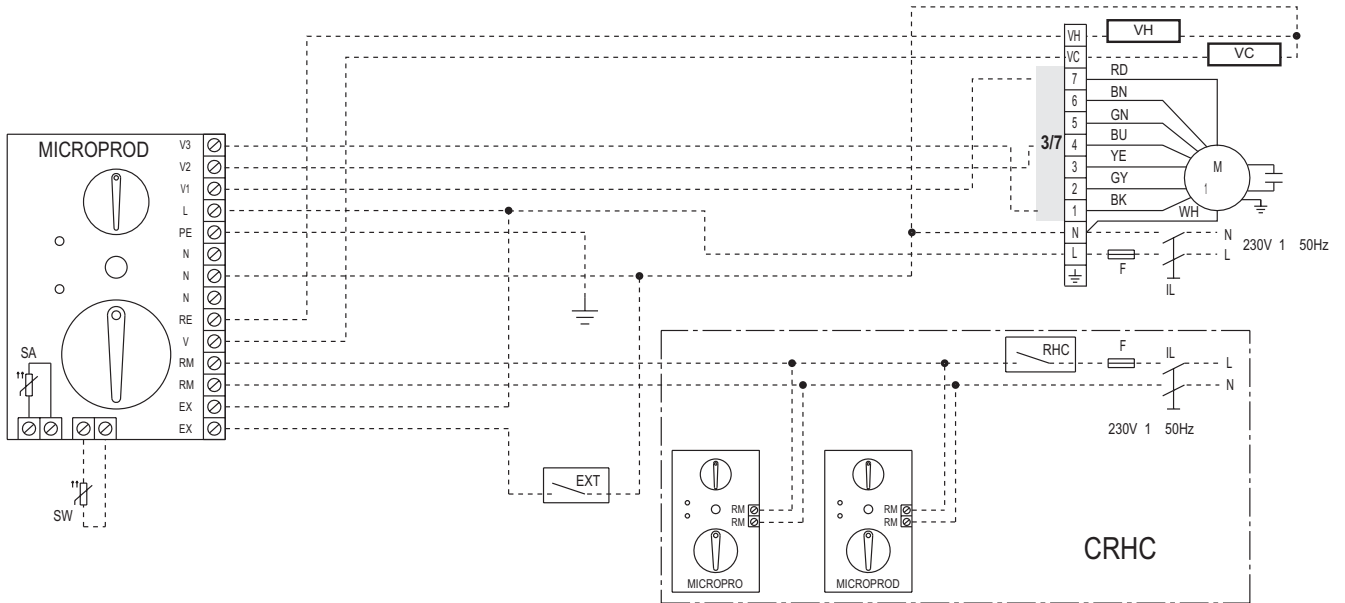 VH
VH
VC
VC
7
RD
6
BN
5
GN
3/7
4
BU
3
YE
2
GY
1
BK
WH
M
1
N
L
N
L
230V 1 50Hz
F
IL
MICROPROD
V3
V2
V1
L
PE
N
N
N
RE
V
RM
RM
EX
EX
SA
SW
EXT
RHC
F
IL
L
N
230V 1 50Hz
RM
RM
MICROPRO
RM
RM
MICROPROD
CRHC